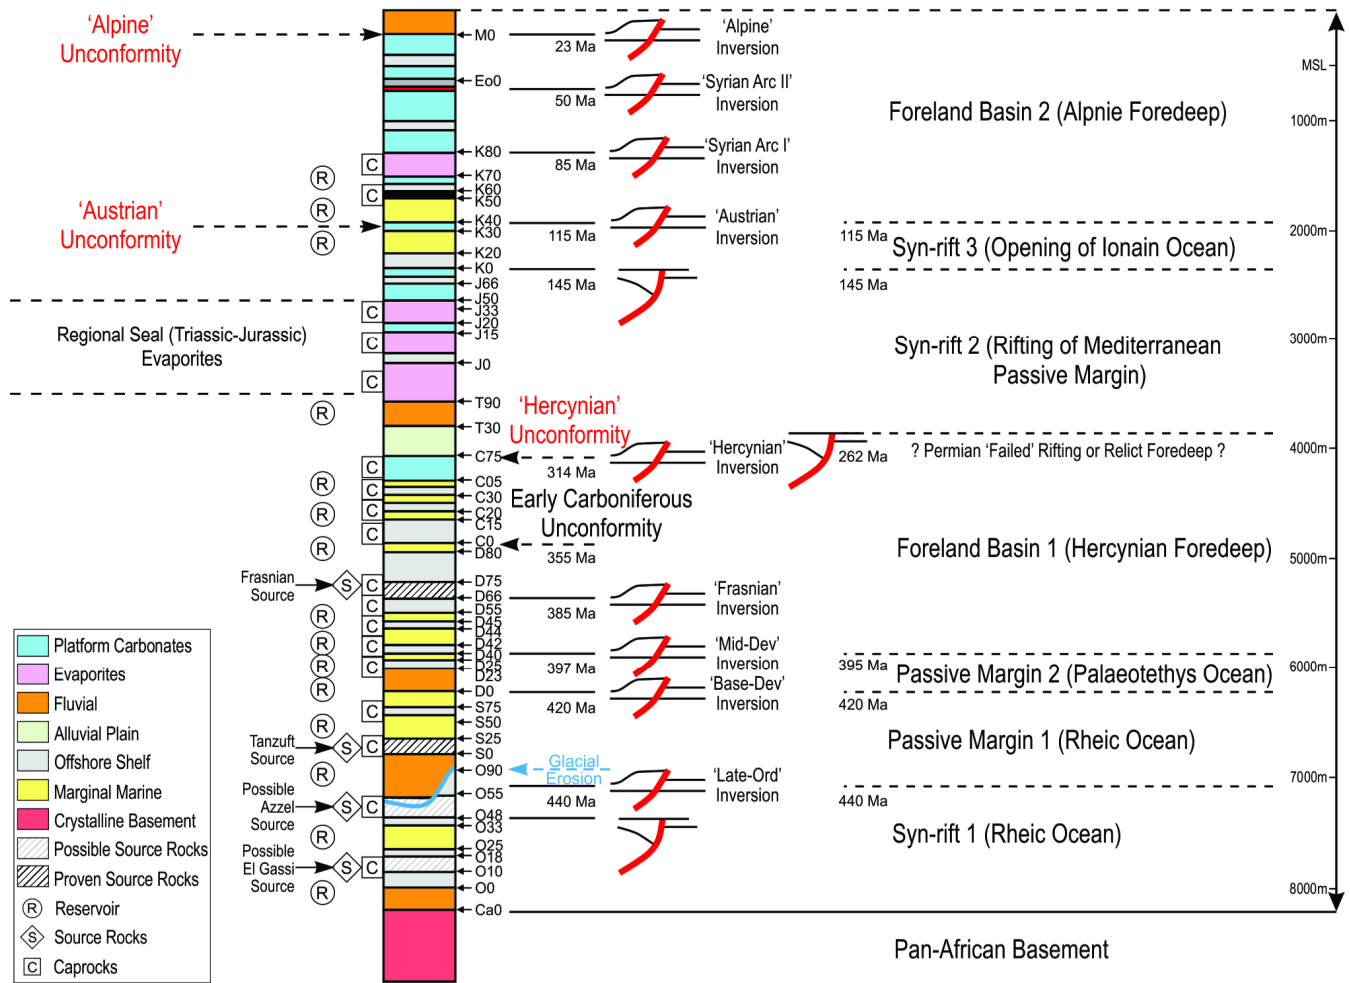 'Alpine'
Unconformity
'Austrian'
Unconformity
Regional Seal (Triassic-Jurassic)
Evaporites
Frasnian
Source
Tanzuft
Source
Possible
Azzel
Source
Possible
El Gassi
Source
Platform Carbonates
Evaporites
Fluvial
Alluvial Plain
Offshore Shelf
Marginal Marine
Crystalline Basement
Possible Source Rocks
Proven Source Rocks
R Reservoir
S Source Rocks
C Caprocks
C
R
C
R
R
C
C
C
R
C
R
C
C
R
C
R
S
C
C
R
C
R
C
R
C
R
C
R
S
C
R
S
C
R
S
C
R
M0
Eo0
K80
K70
K60
K50
K40
K30
K20
K0
J66
J50
J33
J20
J15
J0
T90
T30
C75
C05
C30
C20
C15
C0
D80
D75
D66
D55
D45
D44
D42
D40
D25
D23
D0
S75
S50
S25
S0
O90
O55
O48
O33
O25
O18
O10
O0
Ca0
23 Ma
'Alpine'
Inversion
50 Ma
'Syrian Arc II'
Inversion
85 Ma
'Syrian Arc I'
Inversion
115 Ma
'Austrian'
Inversion
145 Ma
'Hercynian'
Unconformity
314 Ma
'Hercynian'
Inversion
262 Ma
Early Carboniferous
Unconformity
355 Ma
385 Ma
'Frasnian'
Inversion
397 Ma
'Mid-Dev'
Inversion
420 Ma
'Base-Dev'
Inversion
Glacial
Erosion
440 Ma
'Late-Ord'
Inversion
Foreland Basin 2 (Alpnie Foredeep)
115 Ma
Syn-rift 3 (Opening of Ionain Ocean)
145 Ma
Syn-rift 2 (Rifting of Mediterranean
Passive Margin)
? Permian 'Failed' Rifting or Relict Foredeep ?
Foreland Basin 1 (Hercynian Foredeep)
395 Ma
Passive Margin 2 (Palaeotethys Ocean)
420 Ma
Passive Margin 1 (Rheic Ocean)
440 Ma
Syn-rift 1 (Rheic Ocean)
Pan-African Basement
MSL
1000m
2000m
3000m
4000m
5000m
6000m
7000m
8000m